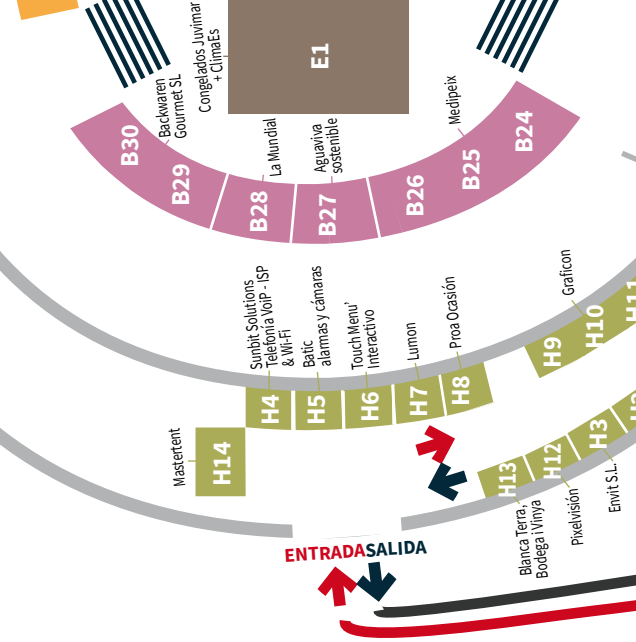 Congelados Juvimar
+ ClimaEs
E1
Backwaren
Gourmet SL
La Mundial
Aguaviva
sostenible
Medipeix
B30
B29
B28
B27
B26
B25
B24
Sunbit Solutions
Telefonía VoiP - ISP
& Wi-Fi
Batic
alarmas y cámaras
Touch Menu'
Interactivo
Lumon
Proa Ocasión
Graficon
H4
H5
H6
H7
H8
H9
H10
H11
Mastertent
H14
H13
H12
H3
Blanca Terra,
Bodega i Vinya
Pixelvisión
Envit S.L.
ENTRADA SALIDA